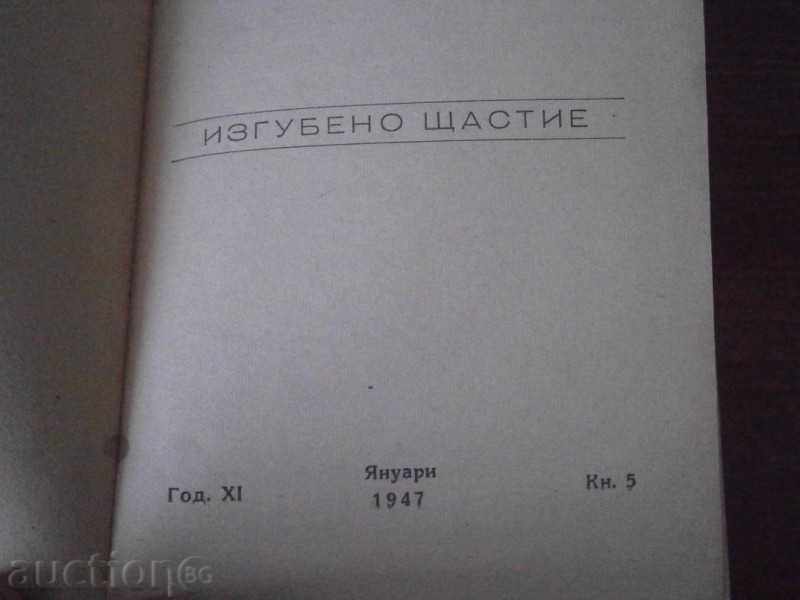 ИЗГУБЕНО ЩАСТИЕ
Год. XI
Януари
1947
Кн. 5
auction BG